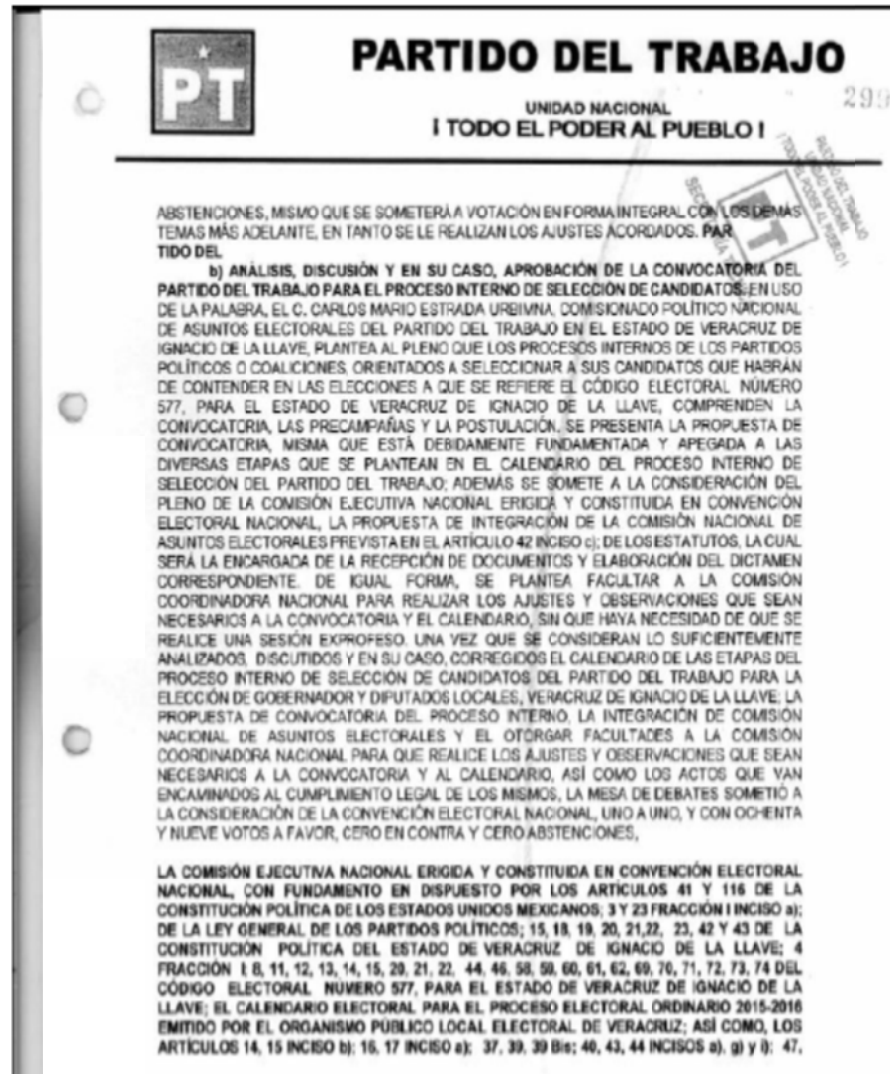 PT
PARTIDO DEL TRABAJO
UNIDAD NACIONAL
¡ TODO EL PODER AL PUEBLO !
299
PARTIDO DEL TRABAJO
UNIDAD NACIONAL
¡TODO EL PODER AL PUEBLO!
PT
ABSTENCIONES, MISMO QUE SE SOMETERÁ A VOTACIÓN EN FORMA INTEGRAL CON LOS DEMÁS
TEMAS MÁS ADELANTE, EN TANTO SE LE REALIZAN LOS AJUSTES ACORDADOS. PAR
TIDO DEL
b) ANÁLISIS, DISCUSIÓN Y EN SU CASO, APROBACIÓN DE LA CONVOCATORIA DEL
PARTIDO DEL TRABAJO PARA EL PROCESO INTERNO DE SELECCIÓN DE CANDIDATOS. EN USO
DE LA PALABRA, EL C. CARLOS MARIO ESTRADA URBINA, COMISIONADO POLÍTICO NACIONAL
DE ASUNTOS ELECTORALES DEL PARTIDO DEL TRABAJO EN EL ESTADO DE VERACRUZ DE
IGNACIO DE LA LLAVE, PLANTEA AL PLENO QUE LOS PROCESOS INTERNOS DE LOS PARTIDOS
POLÍTICOS O COALICIONES, ORIENTADOS A SELECCIONAR A SUS CANDIDATOS QUE HABRÁN
DE CONTENDER EN LAS ELECCIONES A QUE SE REFIERE EL CÓDIGO ELECTORAL NÚMERO
577, PARA EL ESTADO DE VERACRUZ DE IGNACIO DE LA LLAVE, COMPRENDEN LA
CONVOCATORIA, LAS PRECAMPAÑAS Y LA POSTULACIÓN. SE PRESENTA LA PROPUESTA DE
CONVOCATORIA, MISMA QUE ESTÁ DEBIDAMENTE FUNDAMENTADA Y APEGADA A LAS
DIVERSAS ETAPAS QUE SE PLANTEAN EN EL CALENDARIO DEL PROCESO INTERNO DE
SELECCIÓN DEL PARTIDO DEL TRABAJO; ADEMÁS SE SOMETE A LA CONSIDERACIÓN DEL
PLENO DE LA COMISIÓN EJECUTIVA NACIONAL ERIGIDA Y CONSTITUIDA EN CONVENCIÓN
ELECTORAL NACIONAL, LA PROPUESTA DE INTEGRACIÓN DE LA COMISIÓN NACIONAL DE
ASUNTOS ELECTORALES PREVISTA EN EL ARTÍCULO 42 INCISO c); DE LOS ESTATUTOS, LA CUAL
SERÁ LA ENCARGADA DE LA RECEPCIÓN DE DOCUMENTOS Y ELABORACIÓN DEL DICTAMEN
CORRESPONDIENTE. DE IGUAL FORMA, SE PLANTEA FACULTAR A LA COMISIÓN
COORDINADORA NACIONAL PARA REALIZAR LOS AJUSTES Y OBSERVACIONES QUE SEAN
NECESARIOS A LA CONVOCATORIA Y EL CALENDARIO, SIN QUE HAYA NECESIDAD DE QUE SE
REALICE UNA SESIÓN EXPROFESO. UNA VEZ QUE SE CONSIDERAN LO SUFICIENTEMENTE
ANALIZADOS, DISCUTIDOS Y EN SU CASO, CORREGIDOS EL CALENDARIO DE LAS ETAPAS DEL
PROCESO INTERNO DE SELECCIÓN DE CANDIDATOS DEL PARTIDO DEL TRABAJO PARA LA
ELECCIÓN DE GOBERNADOR Y DIPUTADOS LOCALES, VERACRUZ DE IGNACIO DE LA LLAVE; LA
PROPUESTA DE CONVOCATORIA DEL PROCESO INTERNO, LA INTEGRACIÓN DE COMISIÓN
NACIONAL DE ASUNTOS ELECTORALES Y EL OTORGAR FACULTADES A LA COMISIÓN
COORDINADORA NACIONAL PARA QUE REALICE LOS AJUSTES Y OBSERVACIONES QUE SEAN
NECESARIOS A LA CONVOCATORIA Y AL CALENDARIO, ASÍ COMO LOS ACTOS QUE VAN
ENCAMINADOS AL CUMPLIMIENTO LEGAL DE LOS MISMOS, LA MESA DE DEBATES SOMETIÓ A
LA CONSIDERACIÓN DE LA CONVENCIÓN ELECTORAL NACIONAL, UNO A UNO, Y CON OCHENTA
Y NUEVE VOTOS A FAVOR, CERO EN CONTRA Y CERO ABSTENCIONES,
LA COMISIÓN EJECUTIVA NACIONAL ERIGIDA Y CONSTITUIDA EN CONVENCIÓN ELECTORAL
NACIONAL, CON FUNDAMENTO EN DISPUESTO POR LOS ARTÍCULOS 41 Y 116 DE LA
CONSTITUCIÓN POLÍTICA DE LOS ESTADOS UNIDOS MEXICANOS; 3 Y 23 FRACCIÓN I INCISO a);
DE LA LEY GENERAL DE LOS PARTIDOS POLÍTICOS; 15, 18, 19, 20, 21,22, 23, 42 Y 43 DE LA
CONSTITUCIÓN POLÍTICA DEL ESTADO DE VERACRUZ DE IGNACIO DE LA LLAVE; 4
FRACCIÓN I, 8, 11, 12, 13, 14, 15, 20, 21, 22, 44, 46, 58, 59, 60, 61, 62, 69, 70, 71, 72, 73, 74 DEL
CÓDIGO ELECTORAL NÚMERO 577, PARA EL ESTADO DE VERACRUZ DE IGNACIO DE LA
LLAVE; EL CALENDARIO ELECTORAL PARA EL PROCESO ELECTORAL ORDINARIO 2015-2016
EMITIDO POR EL ORGANISMO PÚBLICO LOCAL ELECTORAL DE VERACRUZ; ASÍ COMO, LOS
ARTÍCULOS 14, 15 INCISO b); 16, 17 INCISO a); 37, 39, 39 Bis; 40, 43, 44 INCISOS a), g) y i); 47,